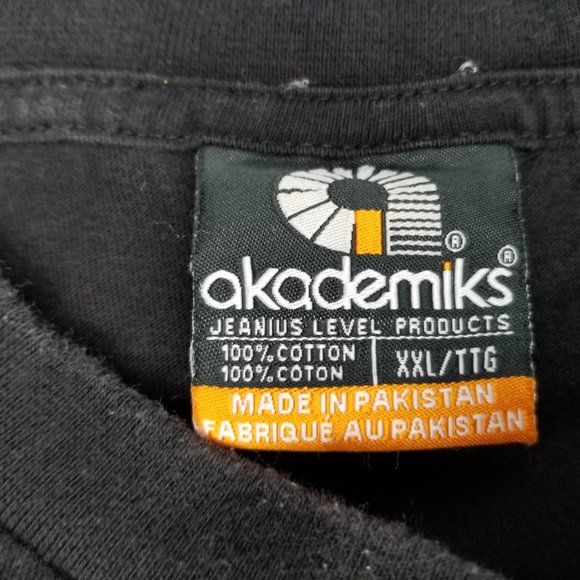 ®
akademiks®
JEANIUS LEVEL PRODUCTS
100% COTTON
100% COTON
XXL/TTG
MADE IN PAKISTAN
FABRIQUÉ AU PAKISTAN